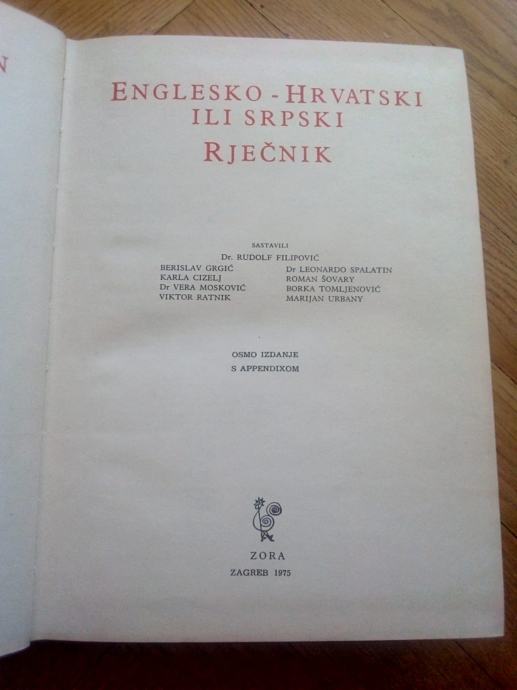 N
ENGLESKO - HRVATSKI
ILI SRPSKI
RJEČNIK
SASTAVILI
Dr. RUDOLF FILIPOVIĆ
BERISLAV GRGIĆ
KARLA CIZELJ
Dr VERA MOSKOVIĆ
VIKTOR RATNIK
Dr LEONARDO SPALATIN
ROMAN ŠOVARY
BORKA TOMLJENOVIĆ
MARIJAN URBANY
OSMO IZDANJE
S APPENDIXOM
ZORA
ZAGREB 1975